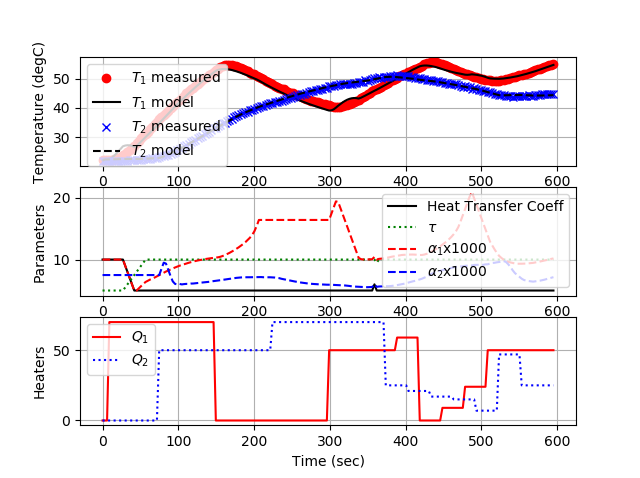 Temperature (degC)
50
40
30
T₁ measured
T₁ model
T₂ measured
T₂ model
0 100 200 300 400 500 600
Parameters
20
10
Heat Transfer Coeff
τ
α₁x1000
α₂x1000
0 100 200 300 400 500 600
Heaters
50
0
Q₁
Q₂
0 100 200 300 400 500 600
Time (sec)